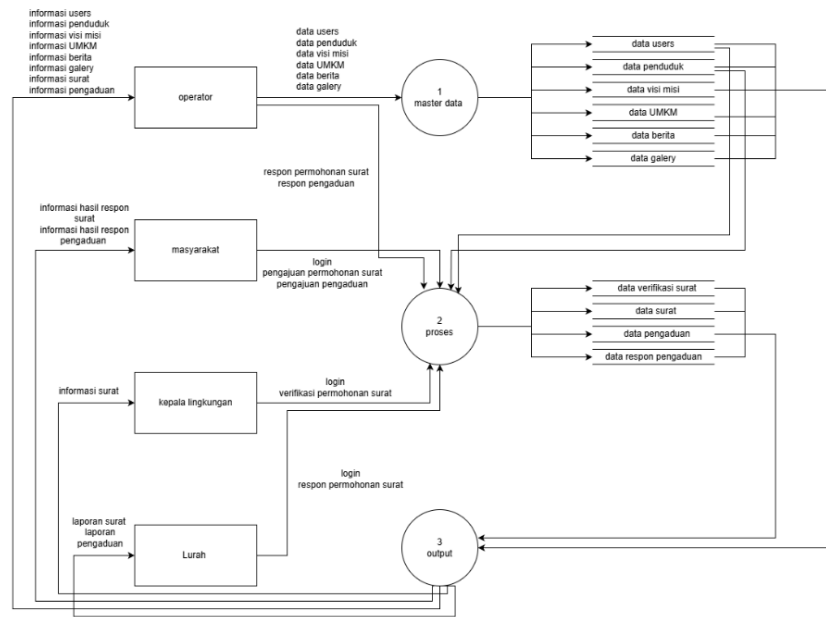 informasi users
informasi penduduk
informasi visi misi
informasi UMKM
informasi berita
informasi galery
informasi surat
informasi pengaduan
operator
data users
data penduduk
data visi misi
data UMKM
data berita
data galery
1
master data
data users
data penduduk
data visi misi
data UMKM
data berita
data galery
respon permohonan surat
respon pengaduan
informasi hasil respon
surat
informasi hasil respon
pengaduan
masyarakat
login
pengajuan permohonan surat
pengajuan pengaduan
2
proses
data verifikasi surat
data surat
data pengaduan
data respon pengaduan
informasi surat
kepala lingkungan
login
verifikasi permohonan surat
login
respon permohonan surat
laporan surat
laporan
pengaduan
Lurah
3
output